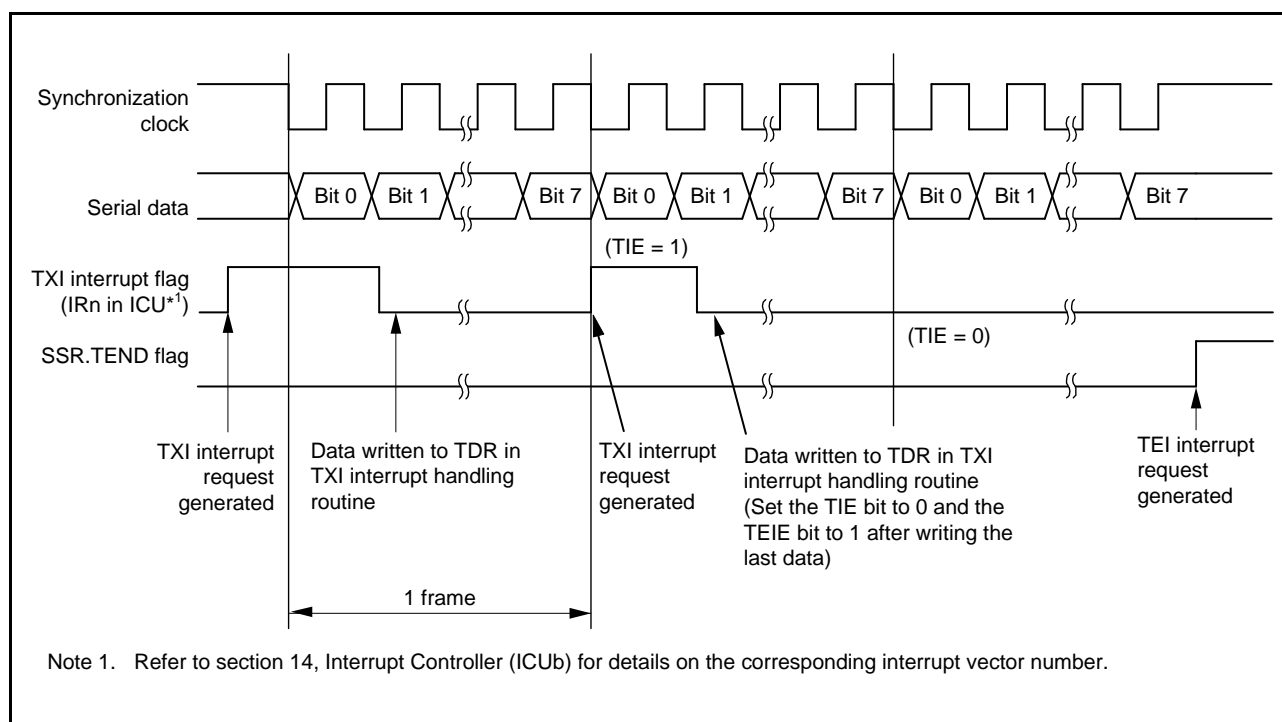 Synchronization
clock
Serial data
Bit 0 Bit 1 Bit 7 Bit 0 Bit 1 Bit 7 Bit 0 Bit 1 Bit 7
(TIE = 1)
TXI interrupt flag
(IRn in ICU*1)
(TIE = 0)
SSR.TEND flag
TXI interrupt
request
generated
Data written to TDR in
TXI interrupt handling
routine
TXI interrupt
request
generated
Data written to TDR in TXI
interrupt handling routine
(Set the TIE bit to 0 and the
TEIE bit to 1 after writing the
last data)
TEI interrupt
request
generated
1 frame
Note 1. Refer to section 14, Interrupt Controller (ICUb) for details on the corresponding interrupt vector number.